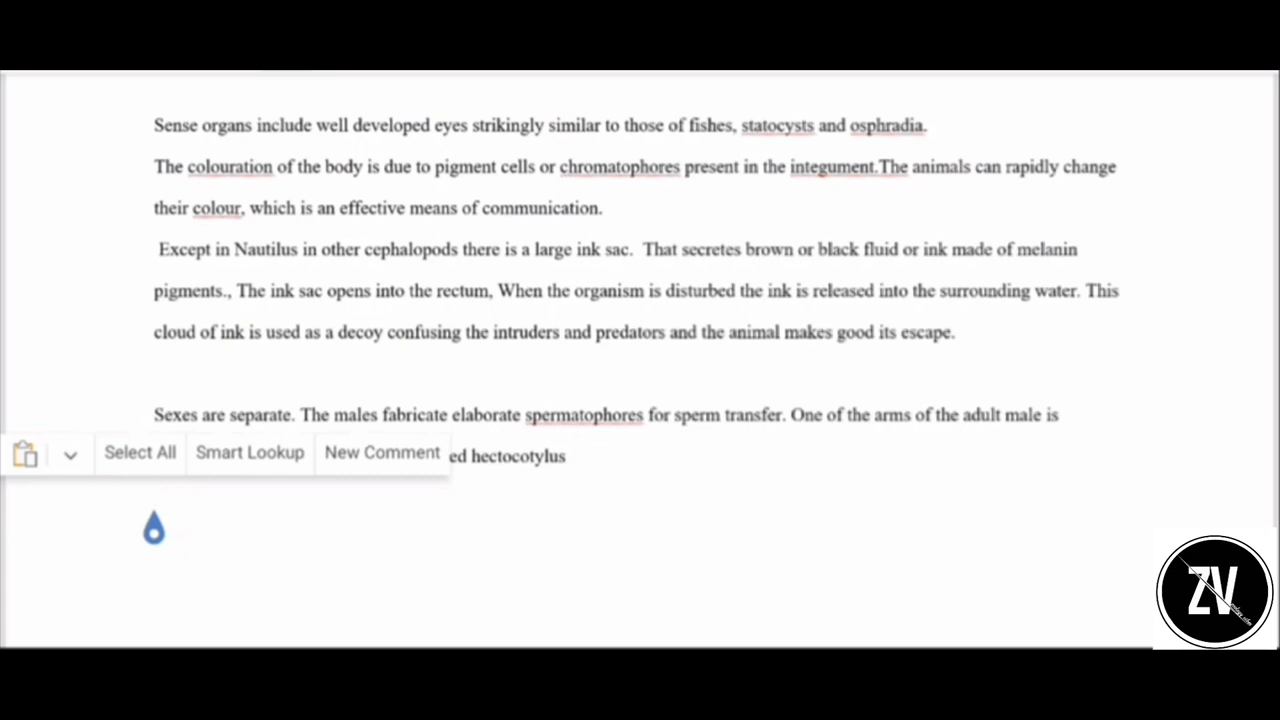 Sense organs include well developed eyes strikingly similar to those of fishes, statocysts and osphradia.
The colouration of the body is due to pigment cells or chromatophores present in the integument.The animals can rapidly change
their colour, which is an effective means of communication.
Except in Nautilus in other cephalopods there is a large ink sac. That secretes brown or black fluid or ink made of melanin
pigments., The ink sac opens into the rectum, When the organism is disturbed the ink is released into the surrounding water. This
cloud of ink is used as a decoy confusing the intruders and predators and the animal makes good its escape.
Sexes are separate. The males fabricate elaborate spermatophores for sperm transfer. One of the arms of the adult male is
Select All Smart Lookup New Comment ed hectocotylus
ZV